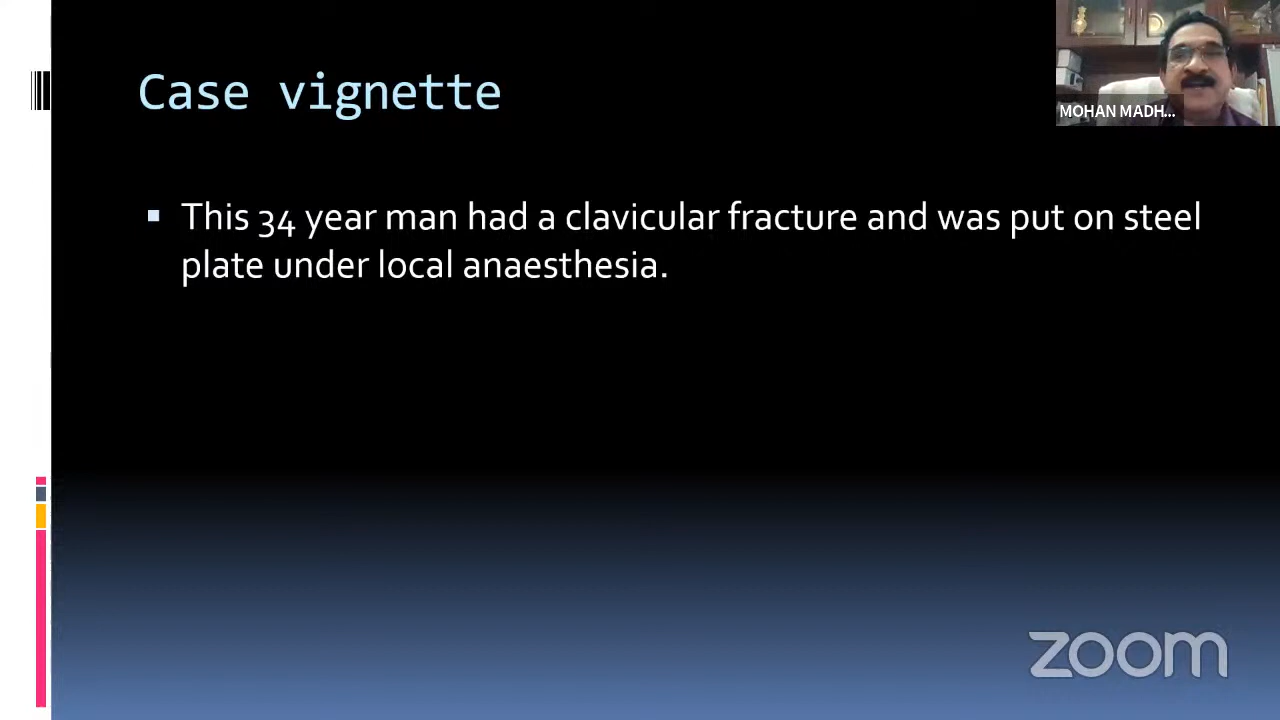 Case vignette
MOHAN MADH...
This 34 year man had a clavicular fracture and was put on steel
plate under local anaesthesia.
zoom